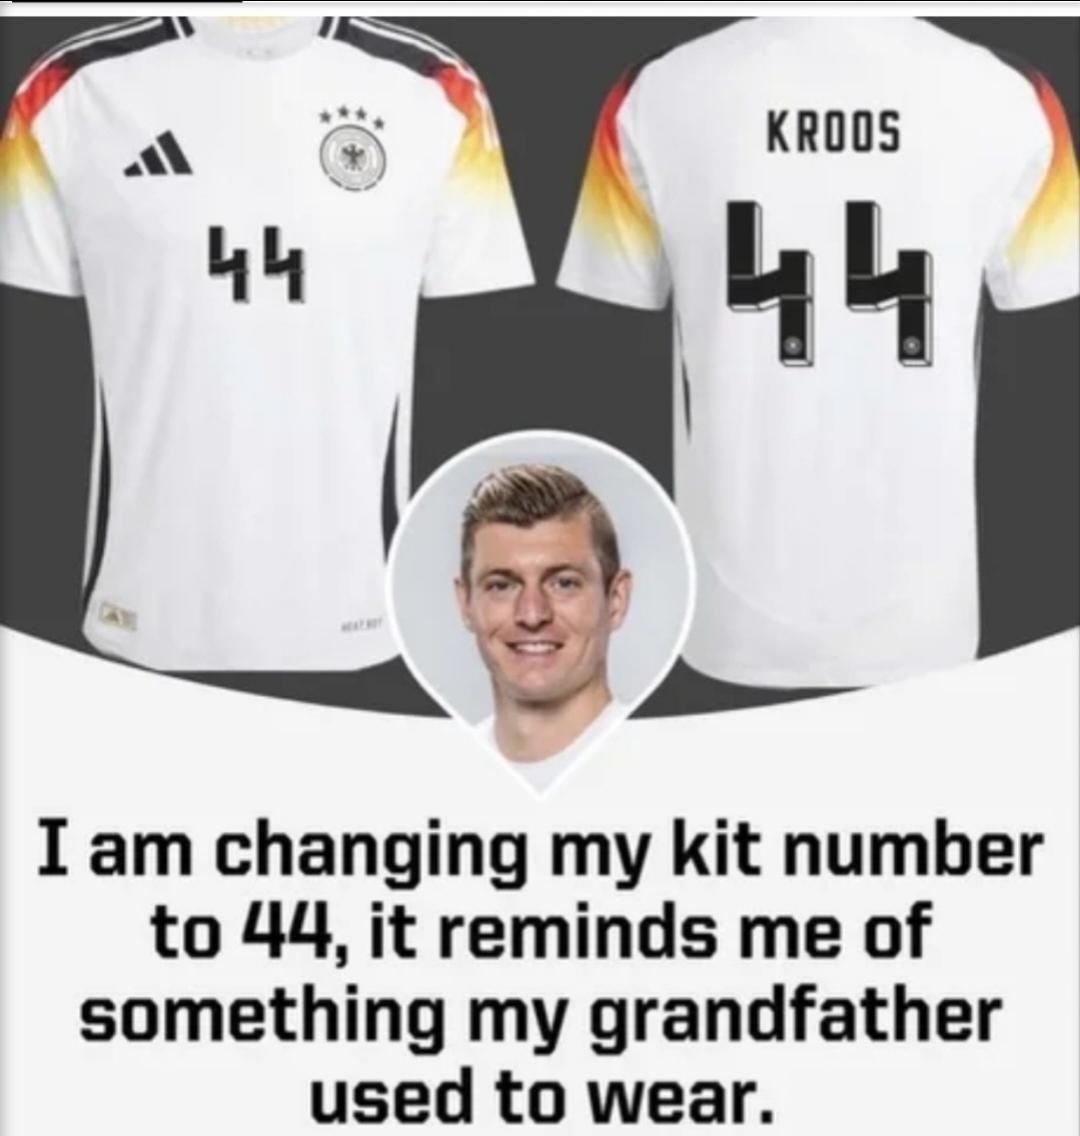 44
KROOS
44
I am changing my kit number
to 44, it reminds me of
something my grandfather
used to wear.